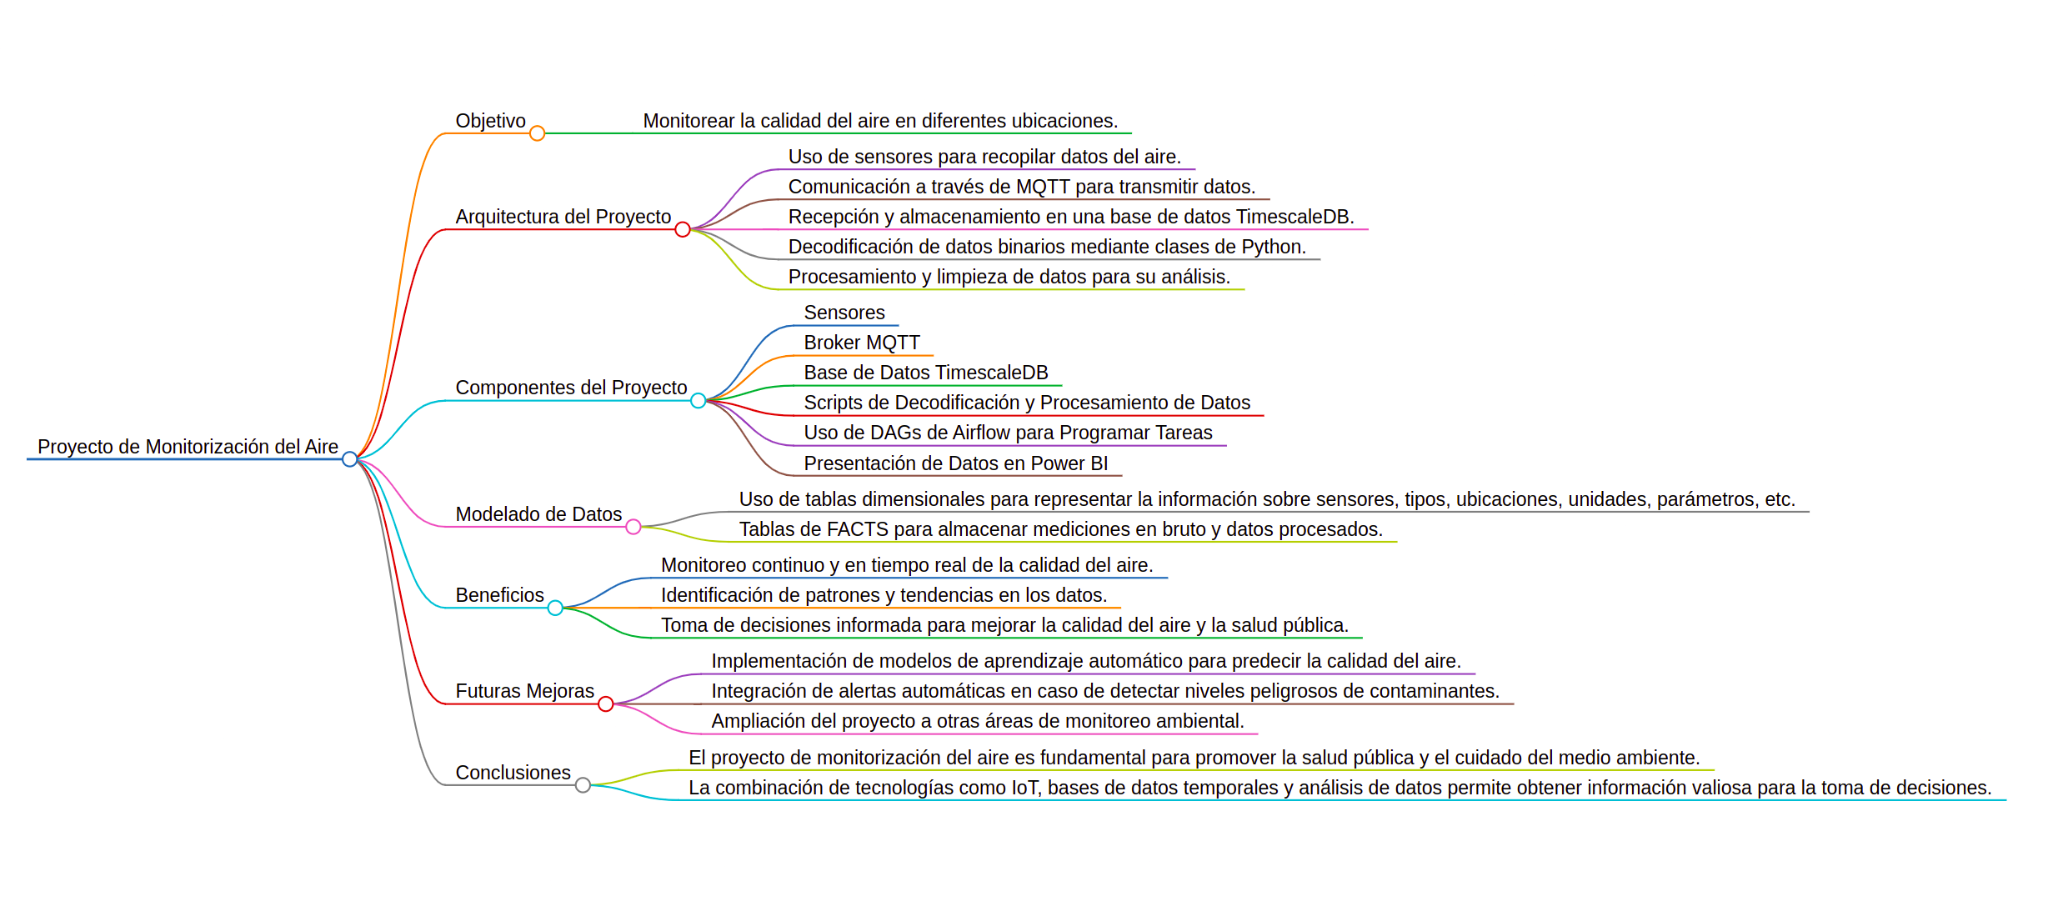 Proyecto de Monitorización del Aire
Objetivo
Monitorear la calidad del aire en diferentes ubicaciones.
Arquitectura del Proyecto
Uso de sensores para recopilar datos del aire.
Comunicación a través de MQTT para transmitir datos.
Recepción y almacenamiento en una base de datos TimescaleDB.
Decodificación de datos binarios mediante clases de Python.
Procesamiento y limpieza de datos para su análisis.
Componentes del Proyecto
Sensores
Broker MQTT
Base de Datos TimescaleDB
Scripts de Decodificación y Procesamiento de Datos
Uso de DAGs de Airflow para Programar Tareas
Presentación de Datos en Power BI
Modelado de Datos
Uso de tablas dimensionales para representar la información sobre sensores, tipos, ubicaciones, unidades, parámetros, etc.
Tablas de FACTS para almacenar mediciones en bruto y datos procesados.
Beneficios
Monitoreo continuo y en tiempo real de la calidad del aire.
Identificación de patrones y tendencias en los datos.
Toma de decisiones informada para mejorar la calidad del aire y la salud pública.
Futuras Mejoras
Implementación de modelos de aprendizaje automático para predecir la calidad del aire.
Integración de alertas automáticas en caso de detectar niveles peligrosos de contaminantes.
Ampliación del proyecto a otras áreas de monitoreo ambiental.
Conclusiones
El proyecto de monitorización del aire es fundamental para promover la salud pública y el cuidado del medio ambiente.
La combinación de tecnologías como IoT, bases de datos temporales y análisis de datos permite obtener información valiosa para la toma de decisiones.